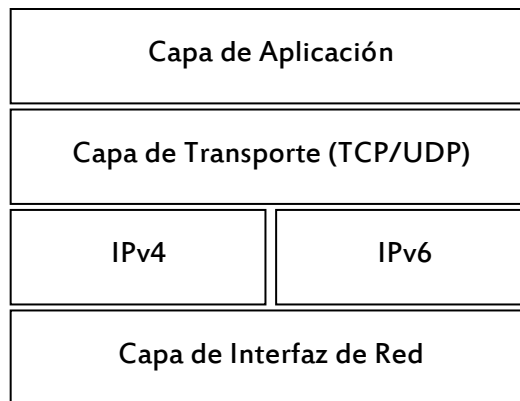 Capa de Aplicación
Capa de Transporte (TCP/UDP)
IPv4 IPv6
Capa de Interfaz de Red